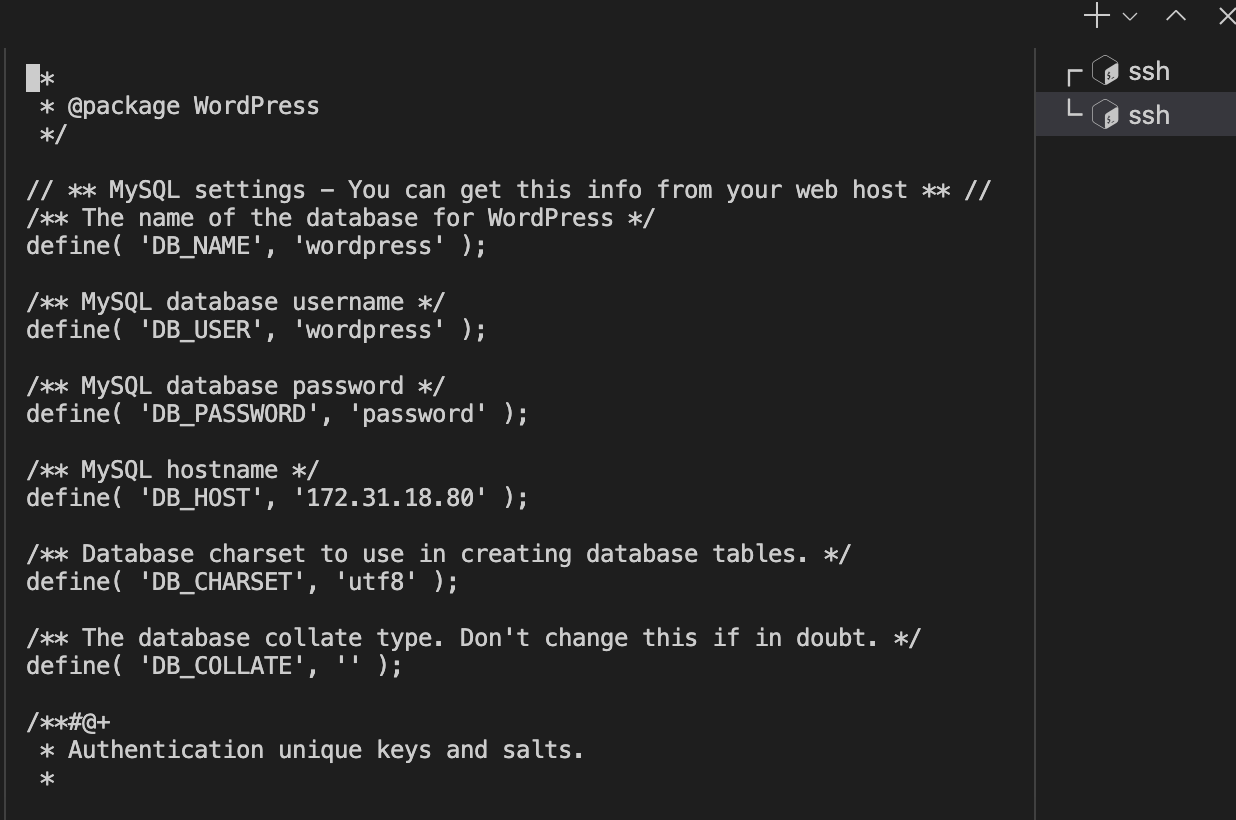 *
* @package WordPress
*/
// ** MySQL settings – You can get this info from your web host ** //
/** The name of the database for WordPress */
define( 'DB_NAME', 'wordpress' );
/** MySQL database username */
define( 'DB_USER', 'wordpress' );
/** MySQL database password */
define( 'DB_PASSWORD', 'password' );
/** MySQL hostname */
define( 'DB_HOST', '172.31.18.80' );
/** Database charset to use in creating database tables. */
define( 'DB_CHARSET', 'utf8' );
/** The database collate type. Don't change this if in doubt. */
define( 'DB_COLLATE', '' );
/**#@+
* Authentication unique keys and salts.
*
ssh
ssh